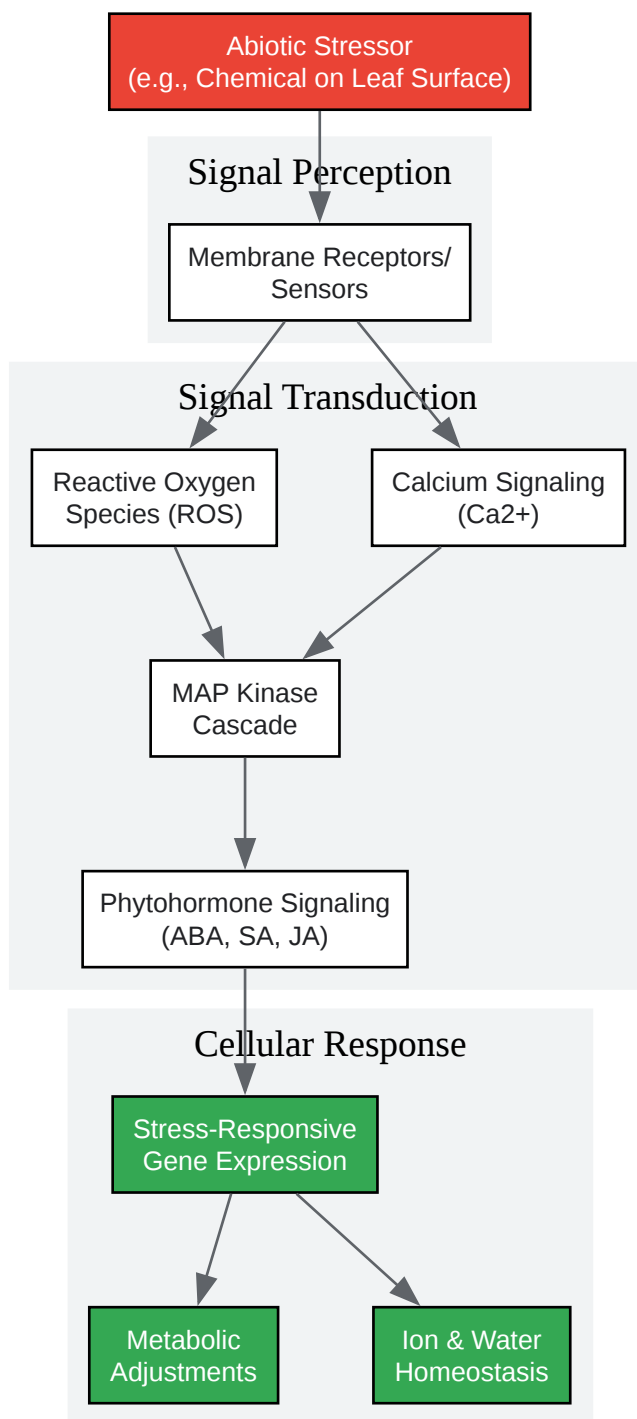 Abiotic Stressor
(e.g., Chemical on Leaf Surface)
Signal Perception
Membrane Receptors/
Sensors
Signal Transduction
Reactive Oxygen
Species (ROS)
Calcium Signaling
(Ca2+)
MAP Kinase
Cascade
Phytohormone Signaling
(ABA, SA, JA)
Cellular Response
Stress-Responsive
Gene Expression
Metabolic
Adjustments
Ion & Water
Homeostasis